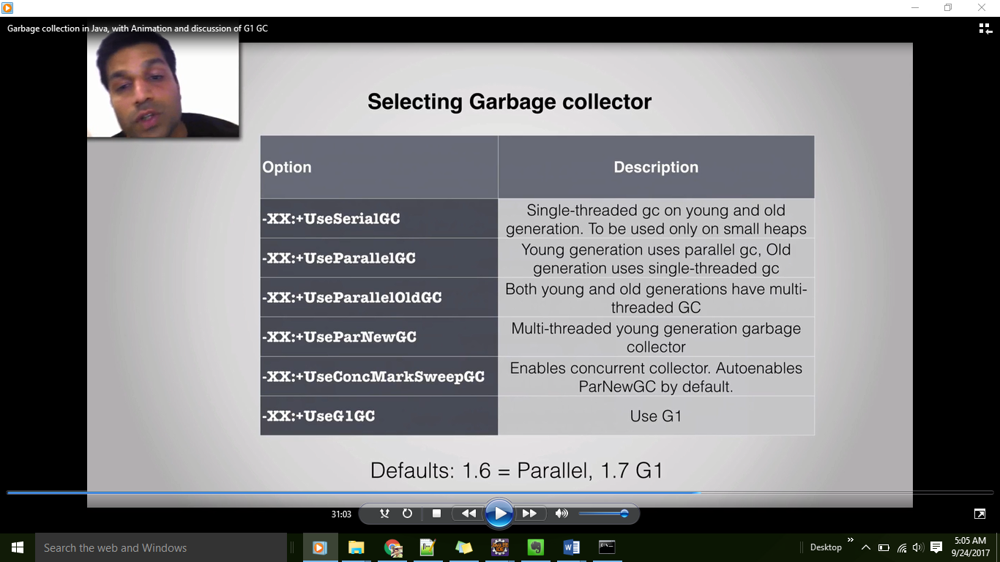 Garbage collection in Java, with Animation and discussion of G1 GC
Selecting Garbage collector
Option
Description
-XX:+UseSerialGC
Single-threaded gc on young and old
generation. To be used only on small heaps
-XX:+UseParallelGC
Young generation uses parallel gc, Old
generation uses single-threaded gc
-XX:+UseParallelOldGC
Both young and old generations have multi-
threaded GC
-XX:+UseParNewGC
Multi-threaded young generation garbage
collector
-XX:+UseConcMarkSweepGC
Enables concurrent collector. Autoenables
ParNewGC by default.
-XX:+UseG1GC
Use G1
Defaults: 1.6 = Parallel, 1.7 G1
31:03
Search the web and Windows
Desktop
5:05 AM
9/24/2017